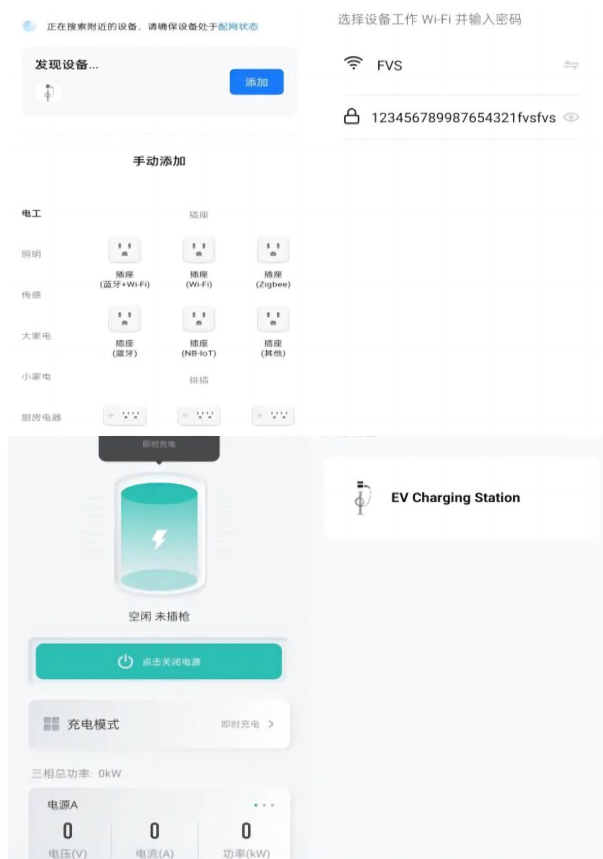 正在搜索附近的设备，请确保设备处于配网状态
发现设备...
添加
手动添加
电工
插座
照明
插座
(蓝牙+Wi-Fi)
插座
(Wi-Fi)
插座
(Zigbee)
传感
大家电
插座
(蓝牙)
插座
(NB-IoT)
插座
(其他)
小家电
排插
厨房电器
选择设备工作 Wi-Fi 并输入密码
FVS
123456789987654321fvsfvs
即时充电
空闲 未插枪
点击关闭电源
充电模式
即时充电
三相总功率: 0kW
电源A
0
0
0
电压(V)
电流(A)
功率(kW)
EV Charging Station